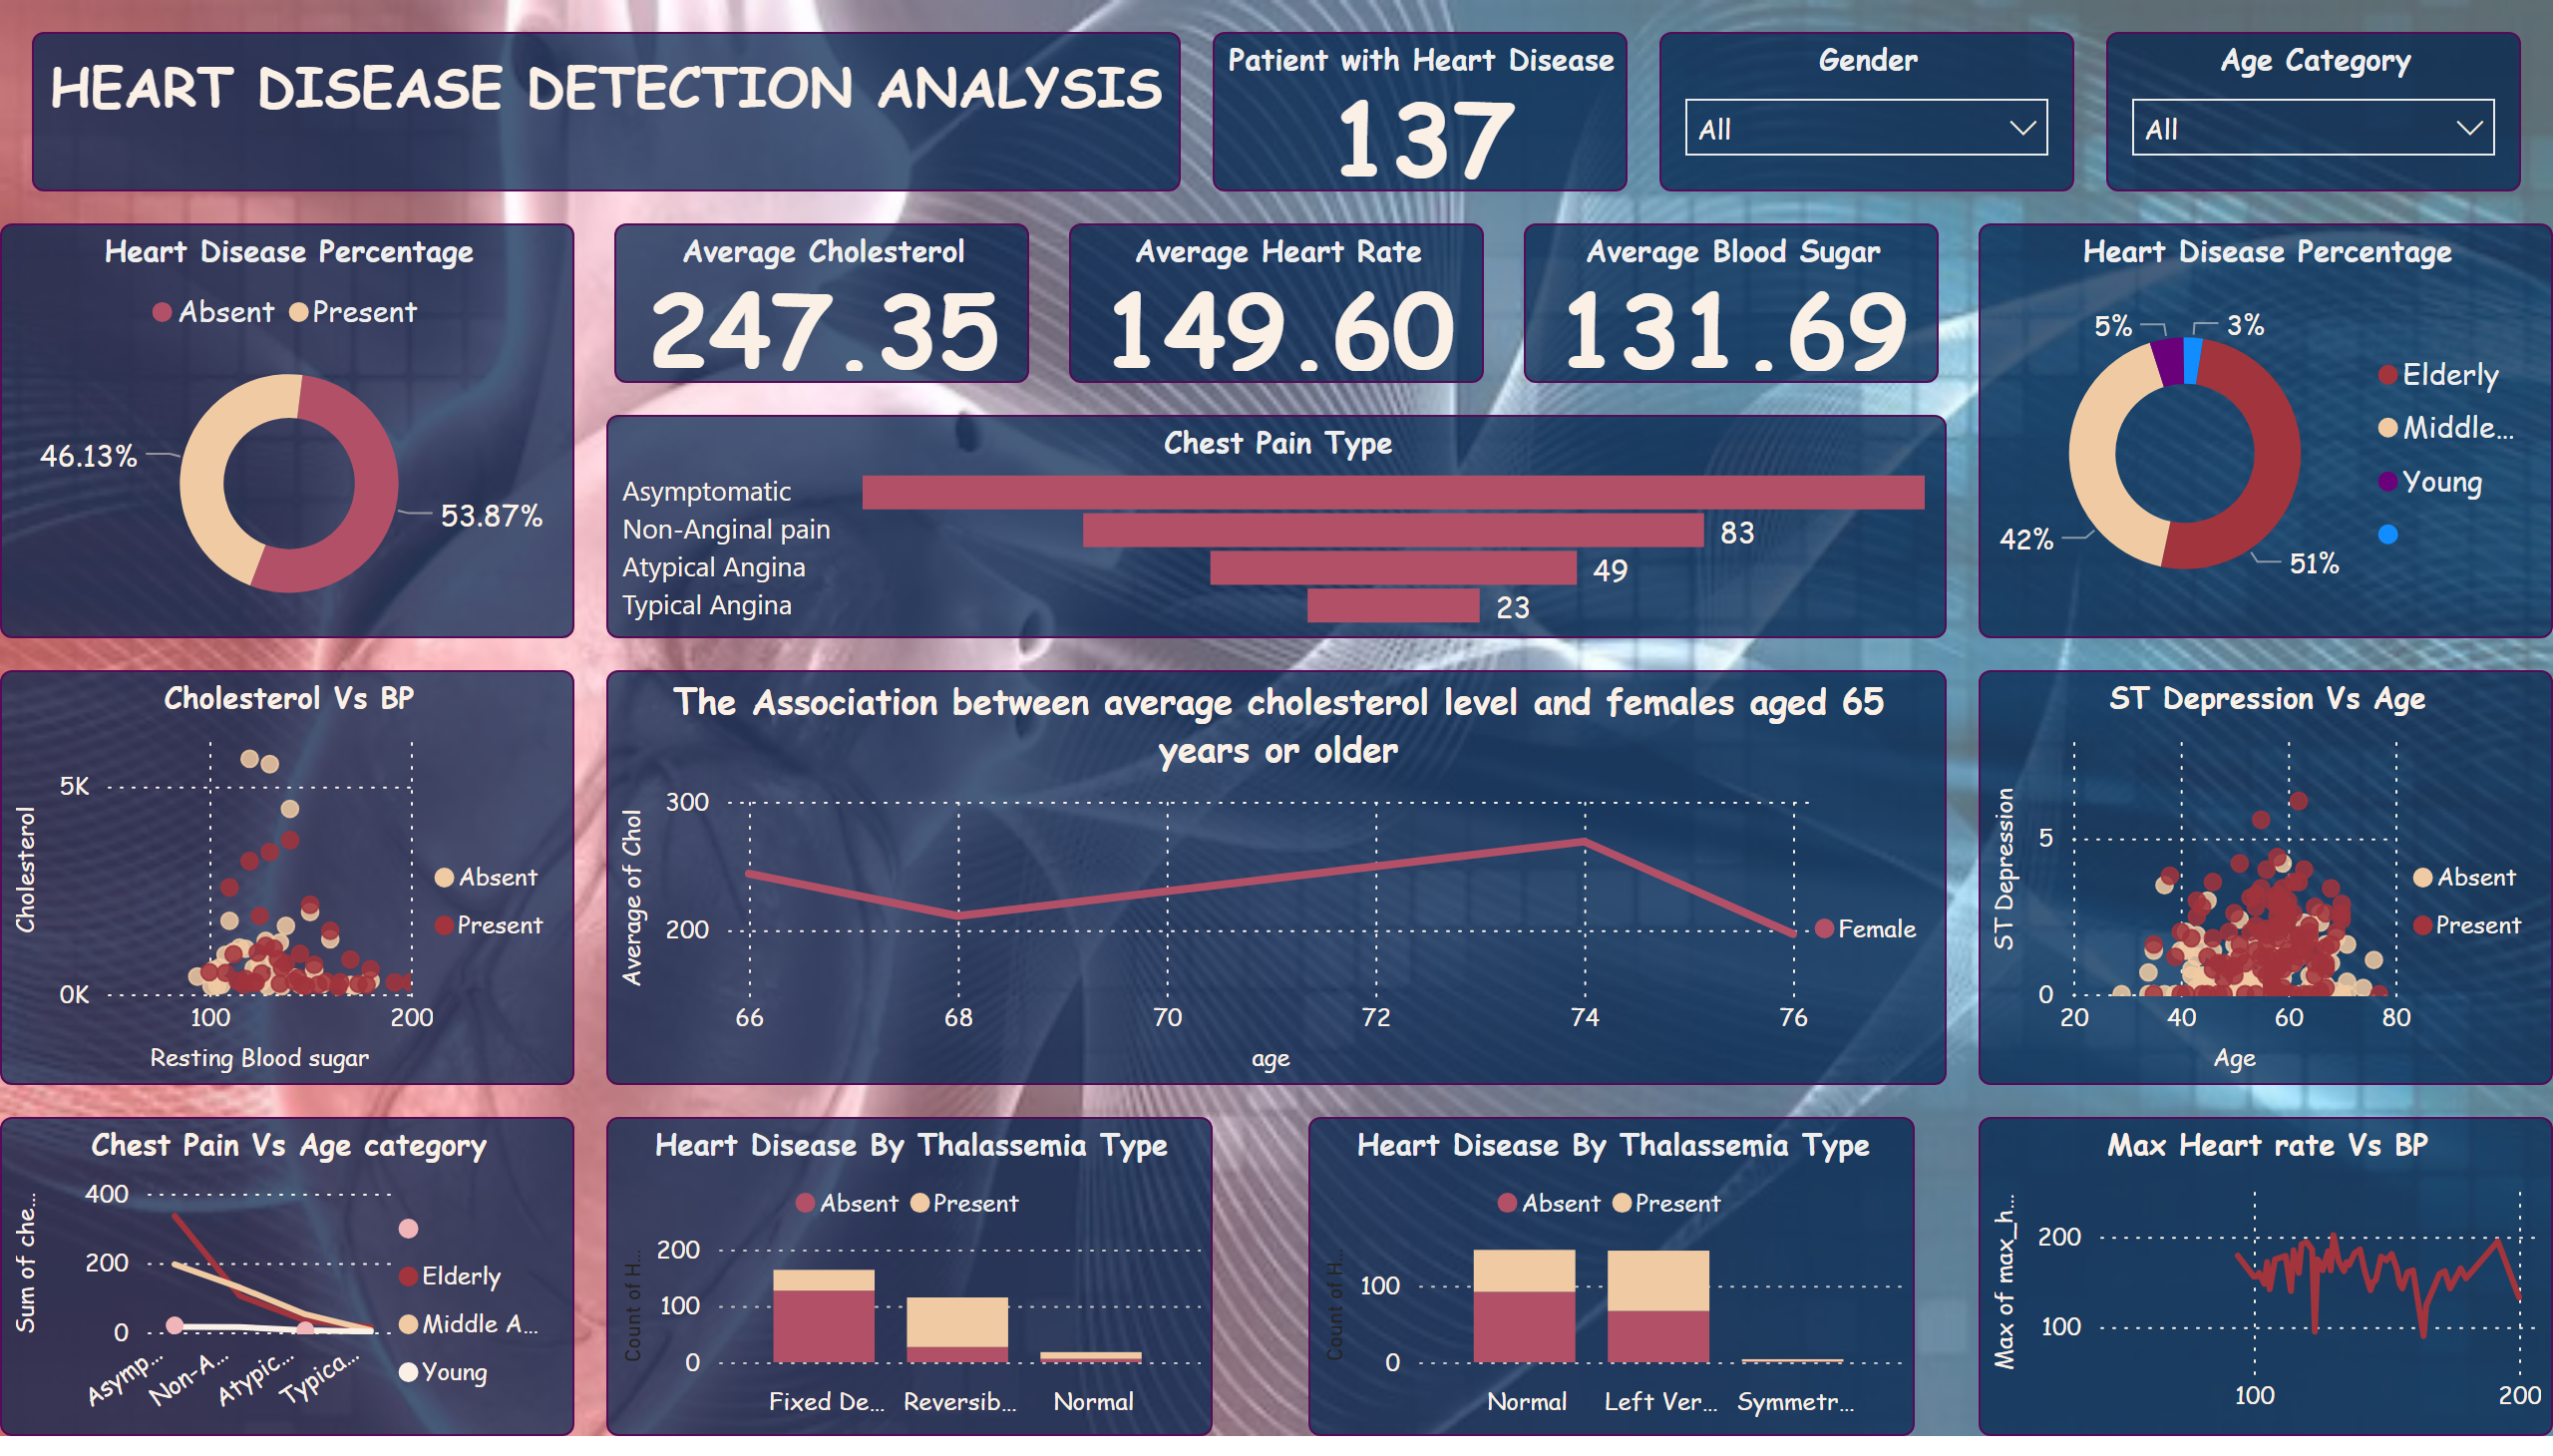 HEART DISEASE DETECTION ANALYSIS
Patient with Heart Disease
137
Gender
All
Age Category
All
Heart Disease Percentage
Absent Present
46.13%
53.87%
Average Cholesterol
247.35
Average Heart Rate
149.60
Average Blood Sugar
131.69
Chest Pain Type
Asymptomatic
Non-Anginal pain 83
Atypical Angina 49
Typical Angina 23
Heart Disease Percentage
5% 3%
42%
51%
Elderly
Middle...
Young
Cholesterol Vs BP
Cholesterol
5K
0K
100 200
Resting Blood sugar
Absent
Present
The Association between average cholesterol level and females aged 65
years or older
Average of Chol
300
200
66 68 70 72 74 76
age
Female
ST Depression Vs Age
ST Depression
5
0
20 40 60 80
Age
Absent
Present
Chest Pain Vs Age category
Sum of che...
400
200
0
Asymp... Non-A... Atypic... Typica...
Elderly
Middle A...
Young
Heart Disease By Thalassemia Type
Absent Present
Count of H...
200
100
0
Fixed De... Reversib... Normal
Heart Disease By Thalassemia Type
Absent Present
Count of H...
100
0
Normal Left Ver... Symmetr...
Max Heart rate Vs BP
Max of max_h...
200
100
100 200